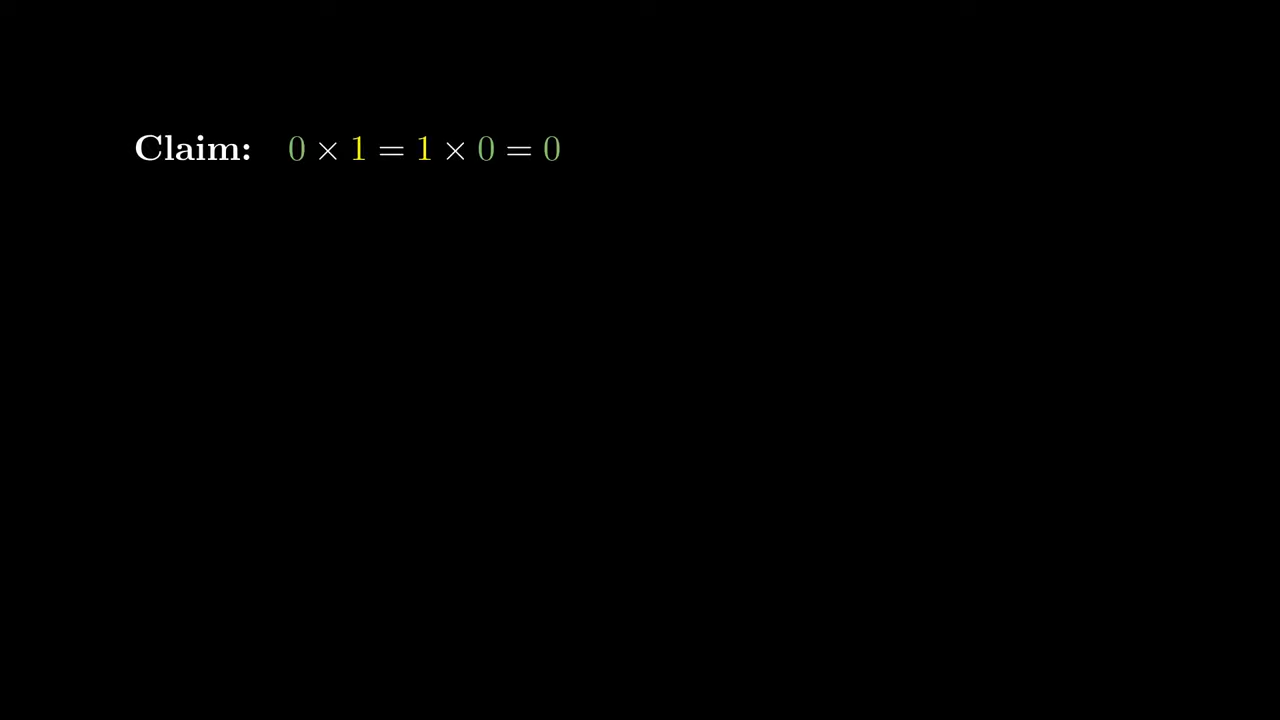 Claim: 0 × 1 = 1 × 0 = 0